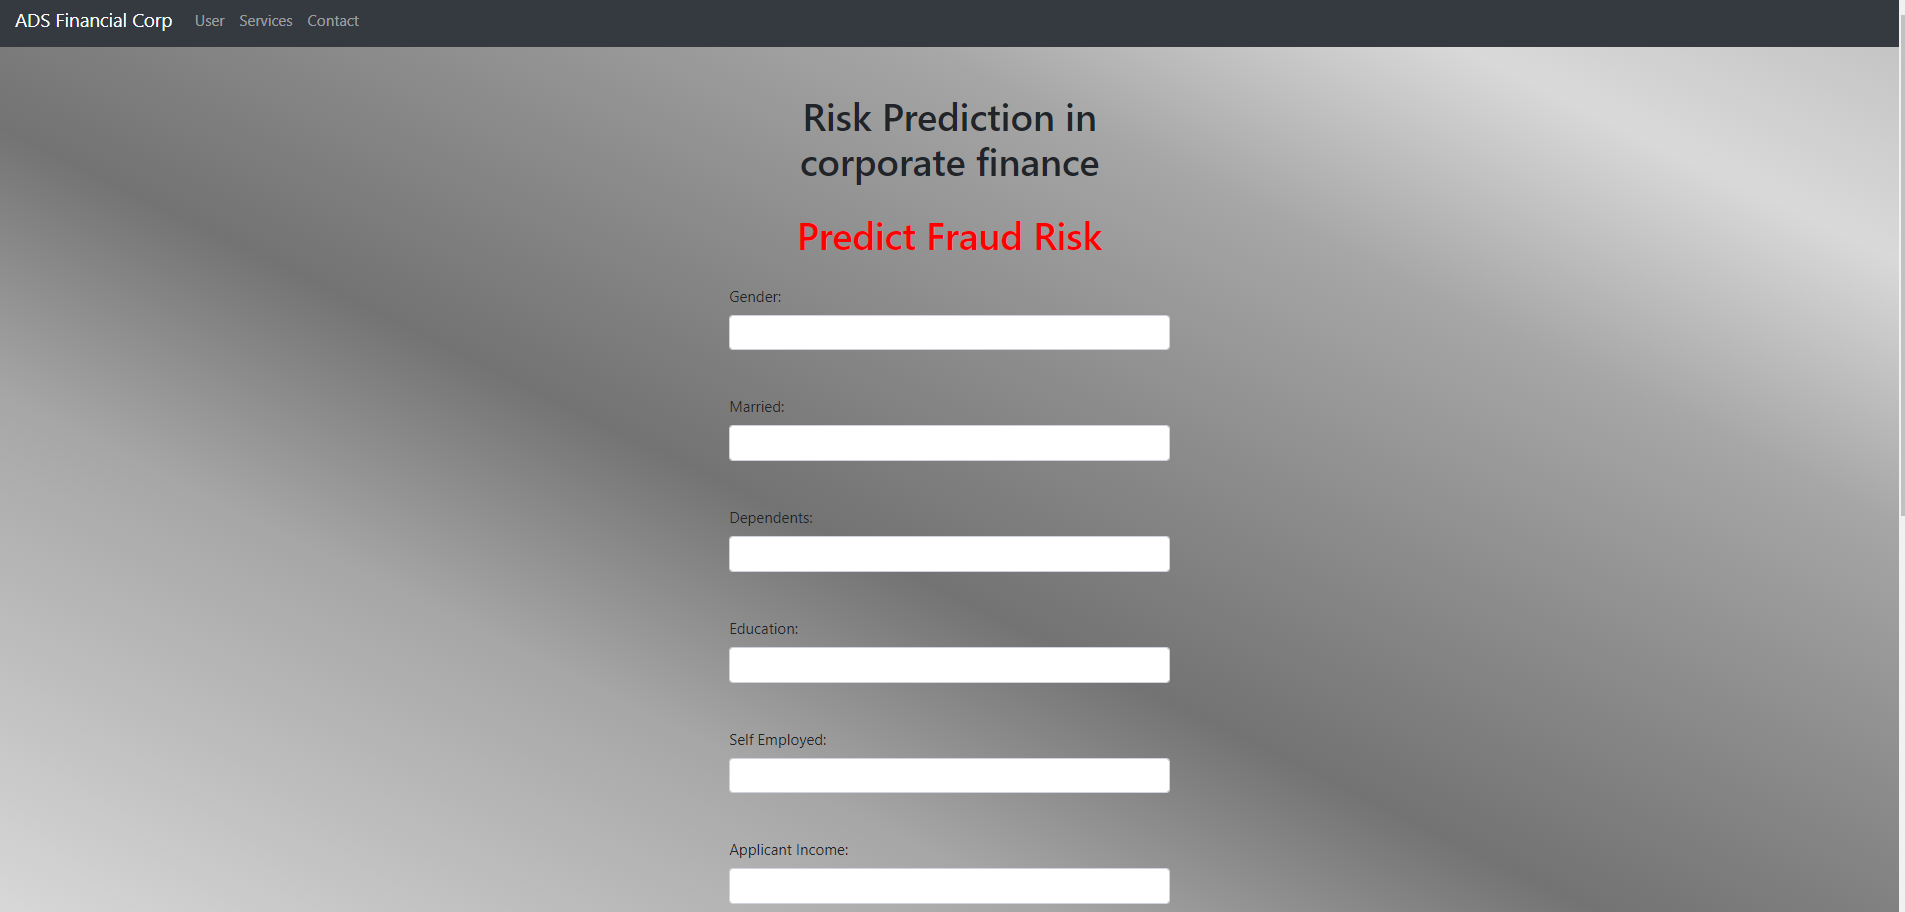 ADS Financial Corp User Services Contact
Risk Prediction in
corporate finance
Predict Fraud Risk
Gender:
Married:
Dependents:
Education:
Self Employed:
Applicant Income: